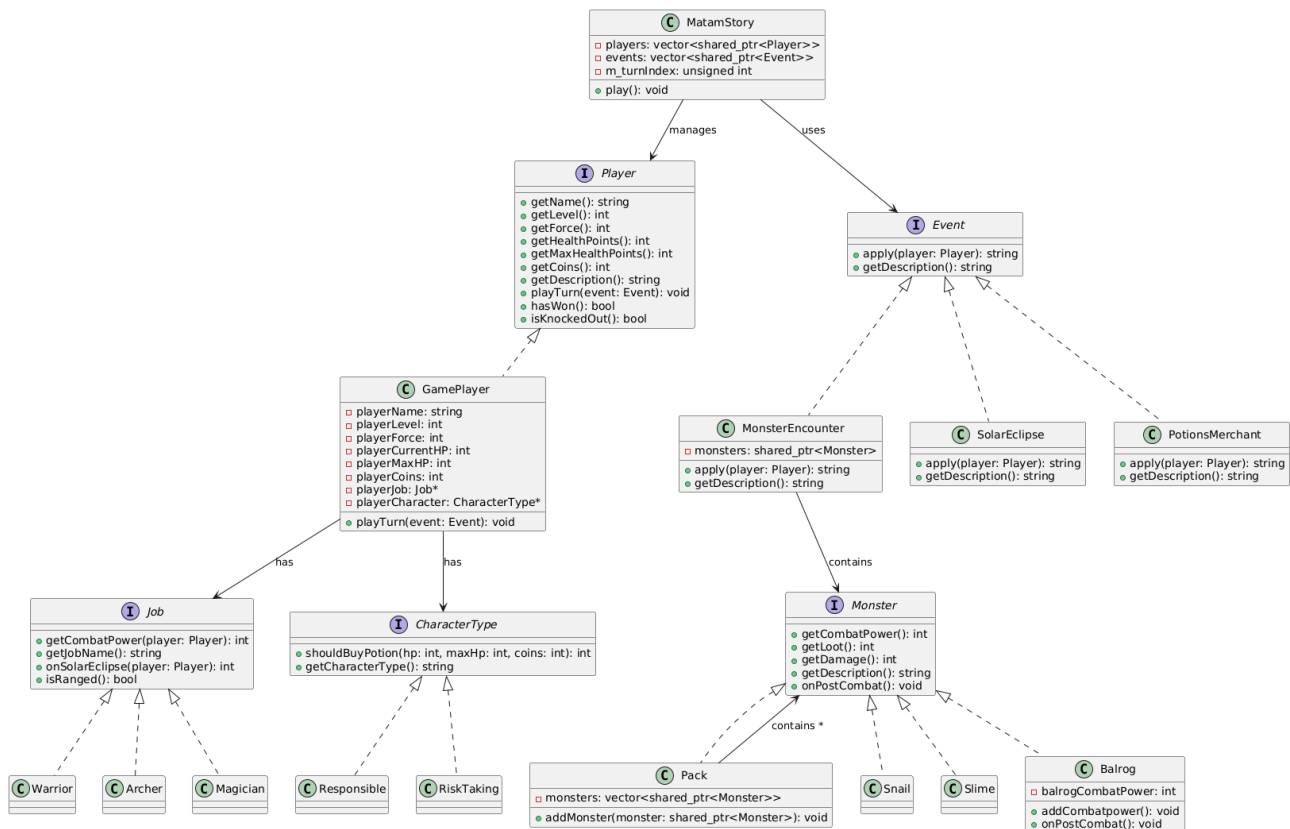 C MatamStory
players: vector<shared_ptr<Player>>
events: vector<shared_ptr<Event>>
m_turnIndex: unsigned int
play(): void
manages
uses
I Player
getName(): string
getLevel(): int
getForce(): int
getHealthPoints(): int
getMaxHealthPoints(): int
getCoins(): int
getDescription(): string
playTurn(event: Event): void
hasWon(): bool
isKnockedOut(): bool
I Event
apply(player: Player): string
getDescription(): string
C GamePlayer
playerName: string
playerLevel: int
playerForce: int
playerCurrentHP: int
playerMaxHP: int
playerCoins: int
playerJob: Job*
playerCharacter: CharacterType*
playTurn(event: Event): void
C MonsterEncounter
monsters: shared_ptr<Monster>
apply(player: Player): string
getDescription(): string
C SolarEclipse
apply(player: Player): string
getDescription(): string
C PotionsMerchant
apply(player: Player): string
getDescription(): string
has
has
contains
I Job
getCombatPower(player: Player): int
getJobName(): string
onSolarEclipse(player: Player): int
isRanged(): bool
I CharacterType
shouldBuyPotion(hp: int, maxHp: int, coins: int): int
getCharacterType(): string
I Monster
getCombatPower(): int
getLoot(): int
getDamage(): int
getDescription(): string
onPostCombat(): void
contains *
C Warrior
C Archer
C Magician
C Responsible
C RiskTaking
C Pack
monsters: vector<shared_ptr<Monster>>
addMonster(monster: shared_ptr<Monster>): void
C Snail
C Slime
C Balrog
balrogCombatPower: int
addCombatpower(): void
onPostCombat(): void